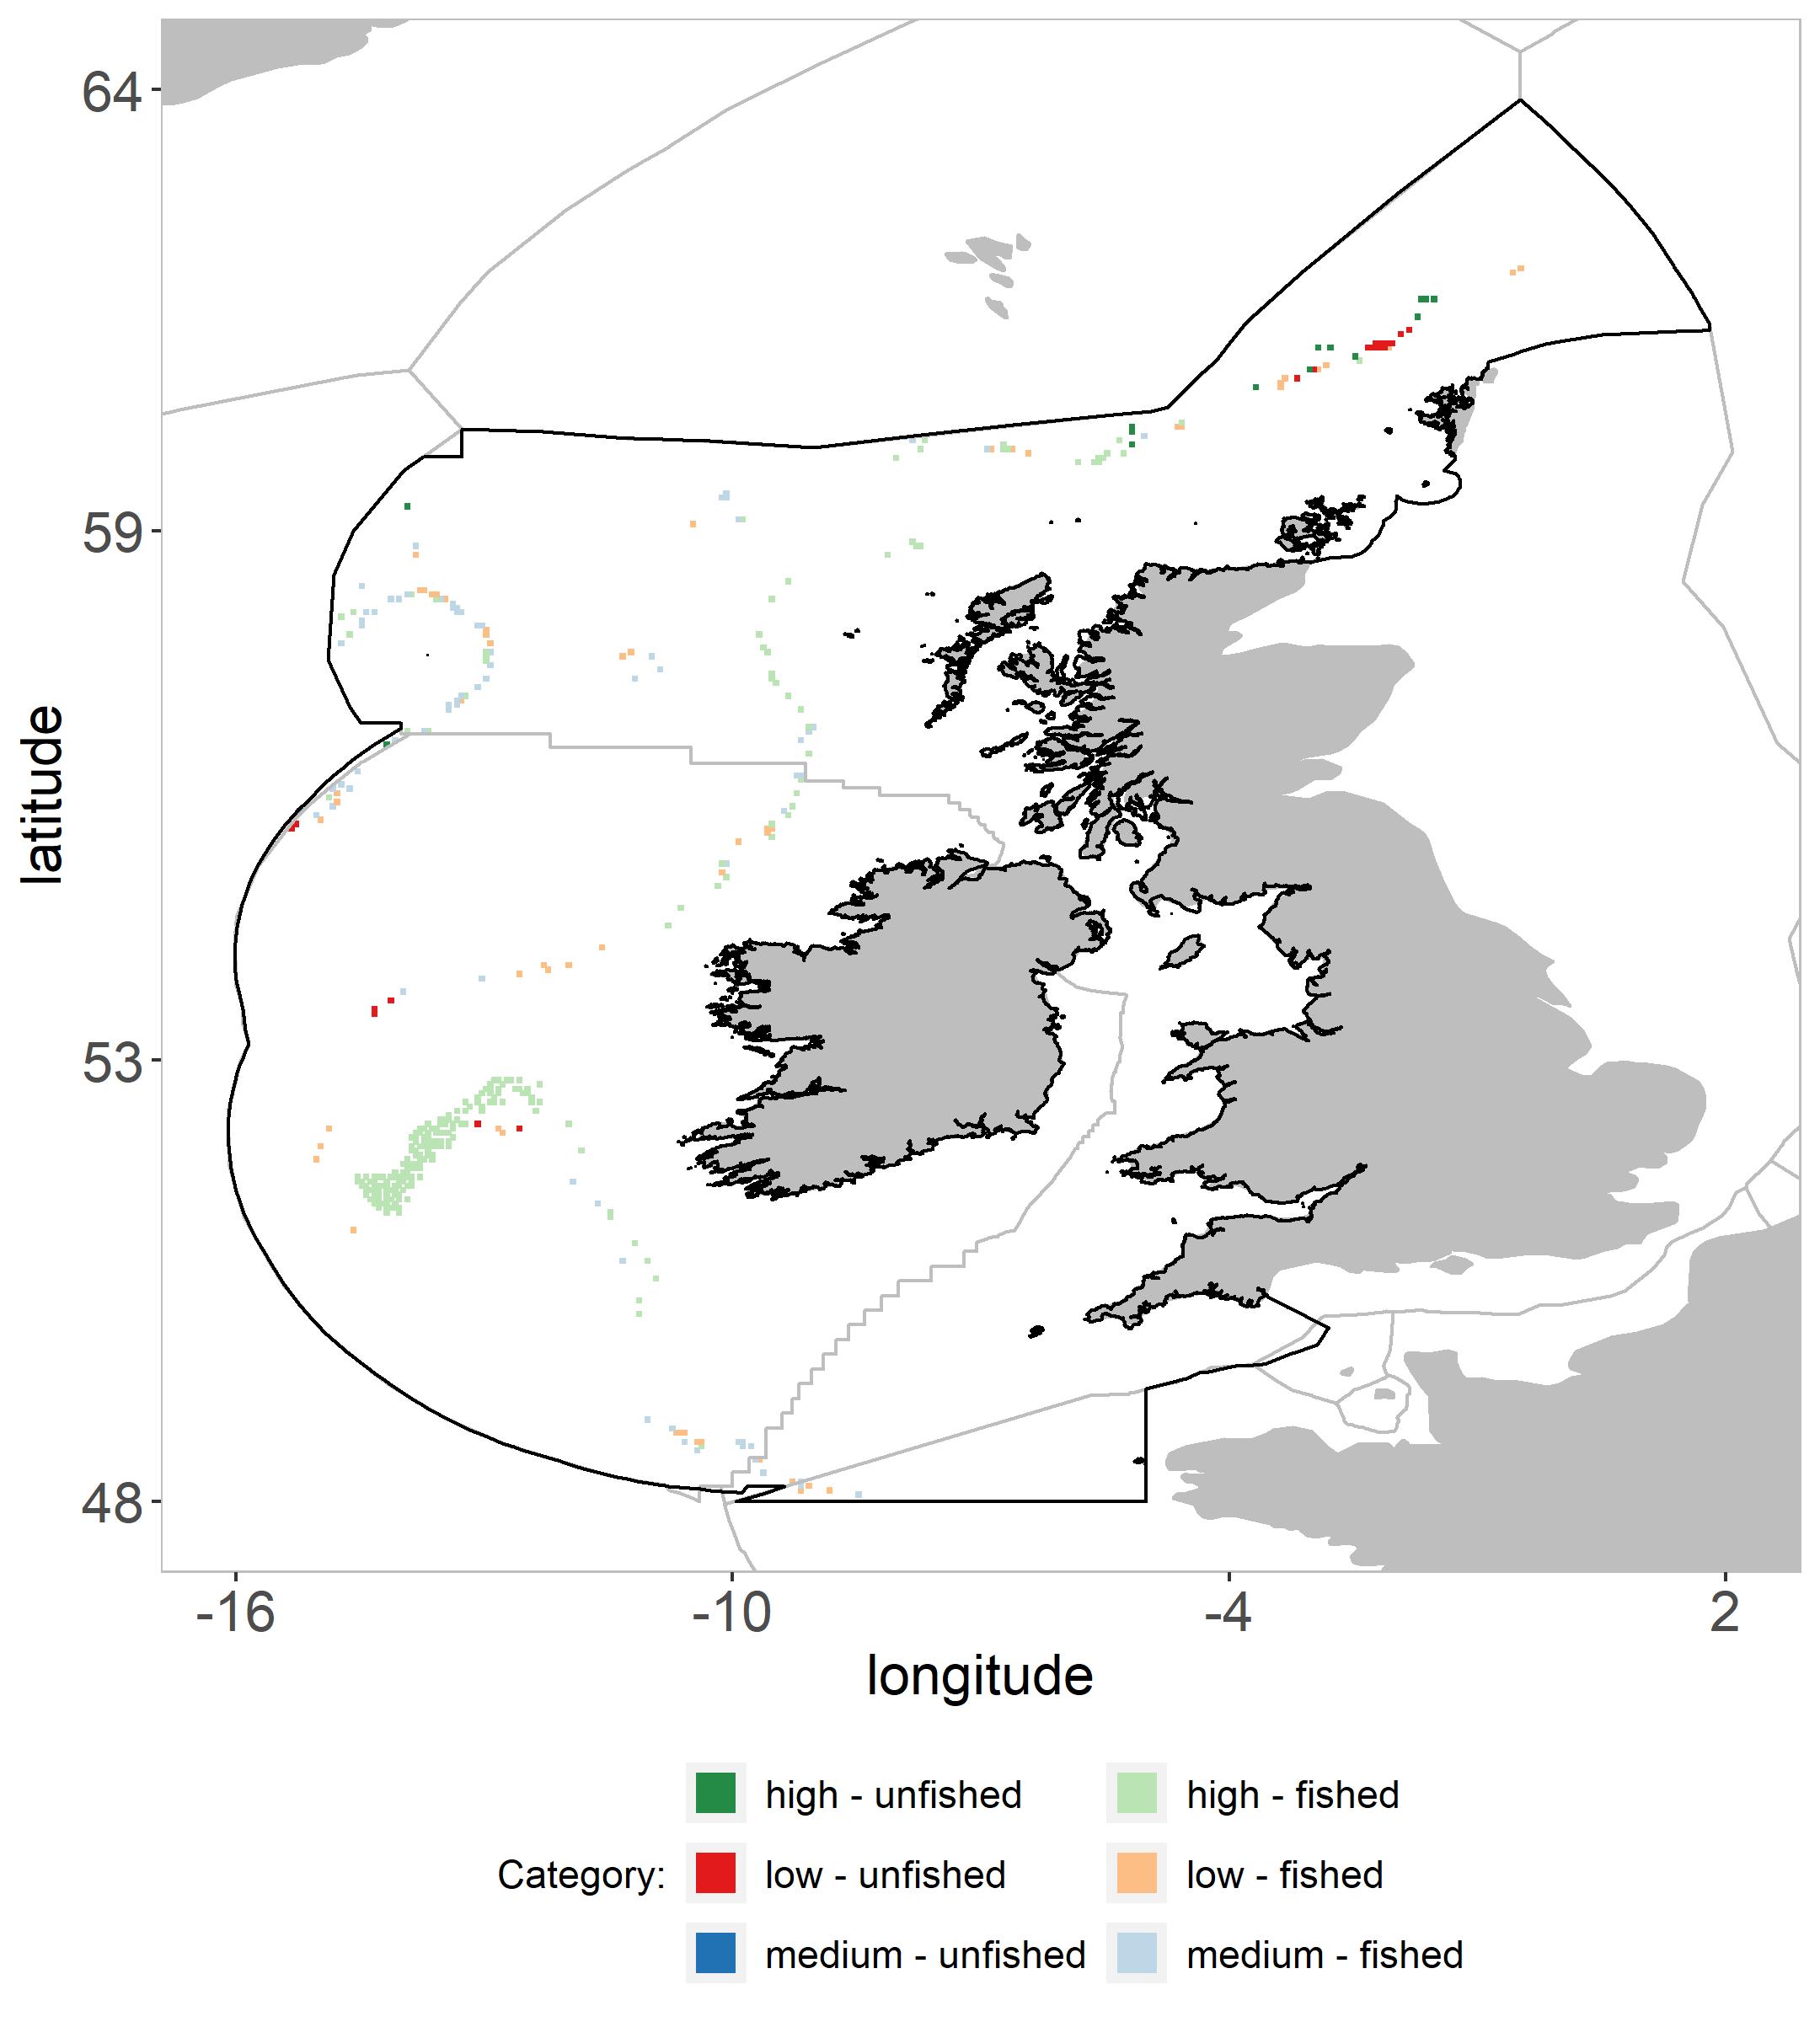 64
59
53
48
latitude
-16 -10 -4 2
longitude
high - unfished high - fished
Category: low - unfished low - fished
medium - unfished medium - fished